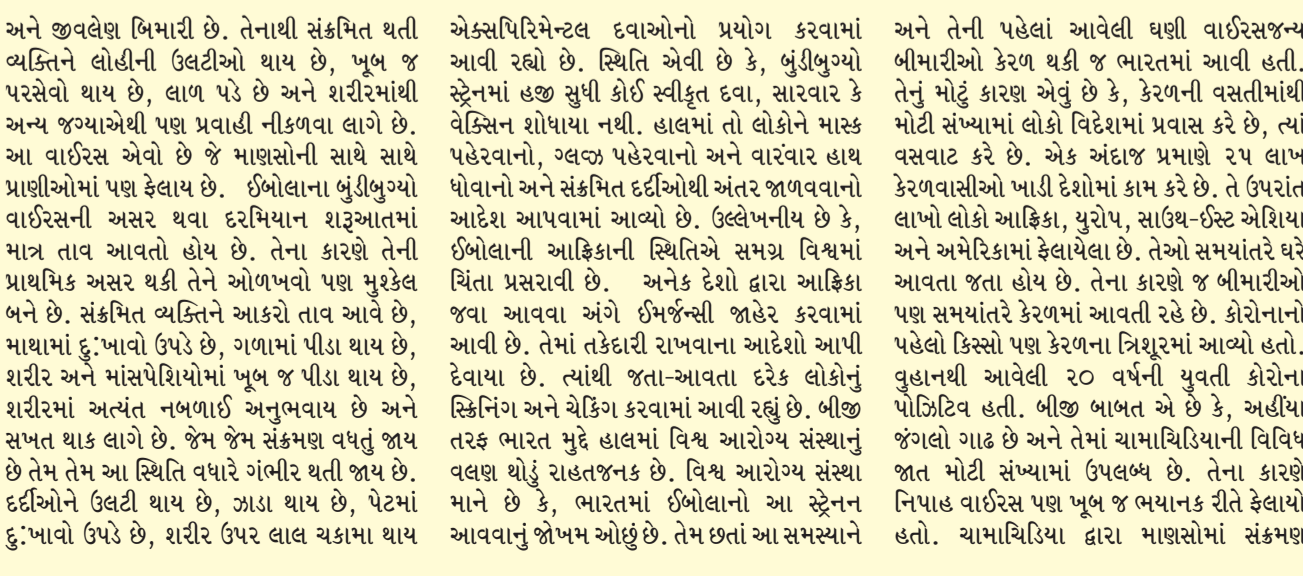 અને જીવલેણ બિમારી છે. તેનાથી સંક્રમિત થતી
વ્યક્તિને લોહીની ઉલટીઓ થાય છે, ખૂબ જ
પરસેવો થાય છે, લાળ પડે છે અને શરીરમાંથી
અન્ય જગ્યાએથી પણ પ્રવાહી નીકળવા લાગે છે.
આ વાઈરસ એવો છે જે માણસોની સાથે સાથે
પ્રાણીઓમાં પણ ફેલાય છે. ઈબોલાના બુંડીબુગ્યો
વાઈરસની અસર થવા દરમિયાન શરૂઆતમાં
માત્ર તાવ આવતો હોય છે. તેના કારણે તેની
પ્રાથમિક અસર થકી તેને ઓળખવો પણ મુશ્કેલ
બને છે. સંક્રમિત વ્યક્તિને આકરો તાવ આવે છે,
માથામાં દુઃખાવો ઉપડે છે, ગળામાં પીડા થાય છે,
શરીર અને માંસપેશિયોમાં ખૂબ જ પીડા થાય છે,
શરીરમાં અત્યંત નબળાઈ અનુભવાય છે અને
સખત થાક લાગે છે. જેમ જેમ સંક્રમણ વધતું જાય
છે તેમ તેમ આ સ્થિતિ વધારે ગંભીર થતી જાય છે.
દર્દીઓને ઉલટી થાય છે, ઝાડા થાય છે, પેટમાં
દુઃખાવો ઉપડે છે, શરીર ઉપર લાલ ચકામા થાય
એક્સપિરિમેન્ટલ દવાઓનો પ્રયોગ કરવામાં
આવી રહ્યો છે. સ્થિતિ એવી છે કે, બુંડીબુગ્યો
સ્ટ્રેનમાં હજી સુધી કોઈ સ્વીકૃત દવા, સારવાર કે
વેક્સિન શોધાયા નથી. હાલમાં તો લોકોને માસ્ક
પહેરવાનો, ગ્લવ્ઝ પહેરવાનો અને વારંવાર હાથ
ધોવાનો અને સંક્રમિત દર્દીઓથી અંતર જાળવવાનો
આદેશ આપવામાં આવ્યો છે. ઉલ્લેખનીય છે કે,
ઈબોલાની આફ્રિકાની સ્થિતિએ સમગ્ર વિશ્વમાં
ચિંતા પ્રસરાવી છે. અનેક દેશો દ્વારા આફ્રિકા
જવા આવવા અંગે ઈમર્જન્સી જાહેર કરવામાં
આવી છે. તેમાં તકેદારી રાખવાના આદેશો આપી
દેવાયા છે. ત્યાંથી જતા-આવતા દરેક લોકોનું
સ્ક્રિનિંગ અને ચેકિંગ કરવામાં આવી રહ્યું છે. બીજી
તરફ ભારત મુદ્દે હાલમાં વિશ્વ આરોગ્ય સંસ્થાનું
વલણ થોડું રાહતજનક છે. વિશ્વ આરોગ્ય સંસ્થા
માને છે કે, ભારતમાં ઈબોલાનો આ સ્ટ્રેનન
આવવાનું જોખમ ઓછું છે. તેમ છતાં આ સમસ્યાને
અને તેની પહેલાં આવેલી ઘણી વાઈરસજન્ય
બીમારીઓ કેરળ થકી જ ભારતમાં આવી હતી.
તેનું મોટું કારણ એવું છે કે, કેરળની વસતીમાંથી
મોટી સંખ્યામાં લોકો વિદેશમાં પ્રવાસ કરે છે, ત્યાં
વસવાટ કરે છે. એક અંદાજ પ્રમાણે ૨૫ લાખ
કેરળવાસીઓ ખાડી દેશોમાં કામ કરે છે. તે ઉપરાંત
લાખો લોકો આફ્રિકા, યુરોપ, સાઉથ-ઈસ્ટ એશિયા
અને અમેરિકામાં ફેલાયેલા છે. તેઓ સમયાંતરે ઘરે
આવતા જતા હોય છે. તેના કારણે જ બીમારીઓ
પણ સમયાંતરે કેરળમાં આવતી રહે છે. કોરોનાનો
પહેલો કિસ્સો પણ કેરળના ત્રિશૂરમાં આવ્યો હતો.
વુહાનથી આવેલી ૨૦ વર્ષની યુવતી કોરોના
પોઝિટિવ હતી. બીજી બાબત એ છે કે, અહીંયા
જંગલો ગાઢ છે અને તેમાં ચામાચિડિયાની વિવિધ
જાત મોટી સંખ્યામાં ઉપલબ્ધ છે. તેના કારણે
નિપાહ વાઈરસ પણ ખૂબ જ ભયાનક રીતે ફેલાયો
હતો. ચામાચિડિયા દ્વારા માણસોમાં સંક્રમણ